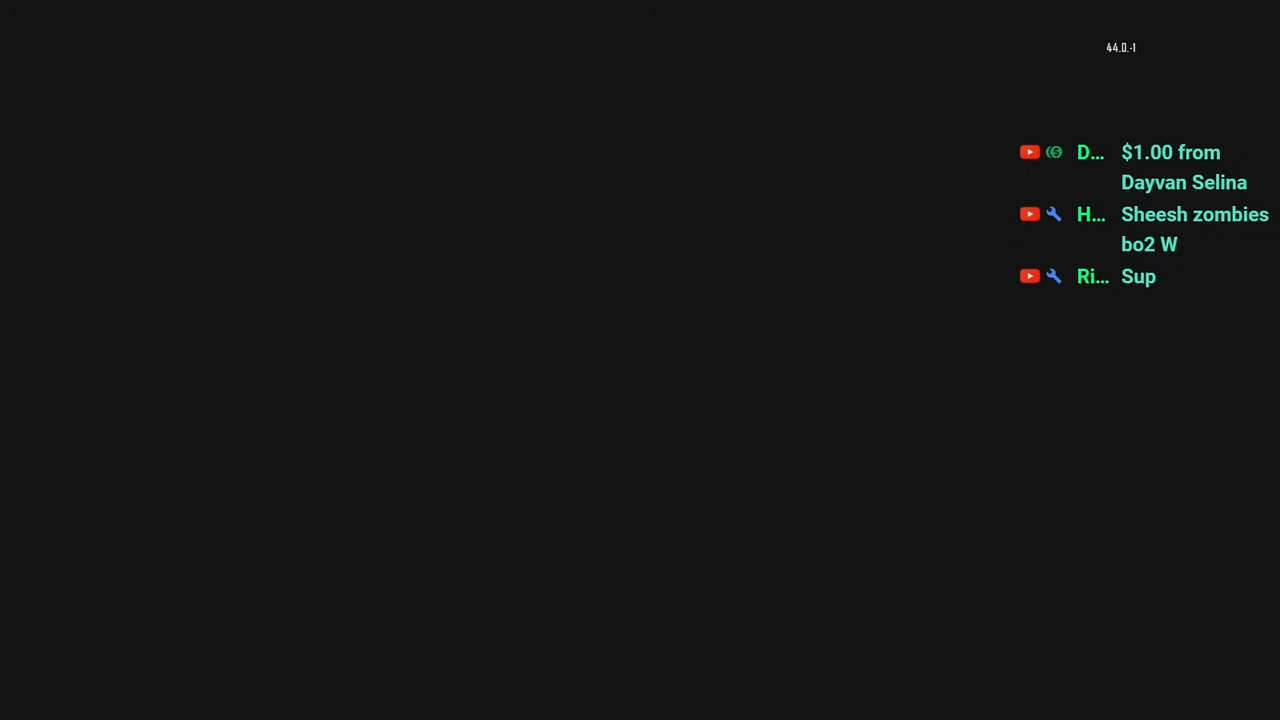 44.0.-1
D... $1.00 from
Dayvan Selina
H... Sheesh zombies
bo2 W
Ri... Sup